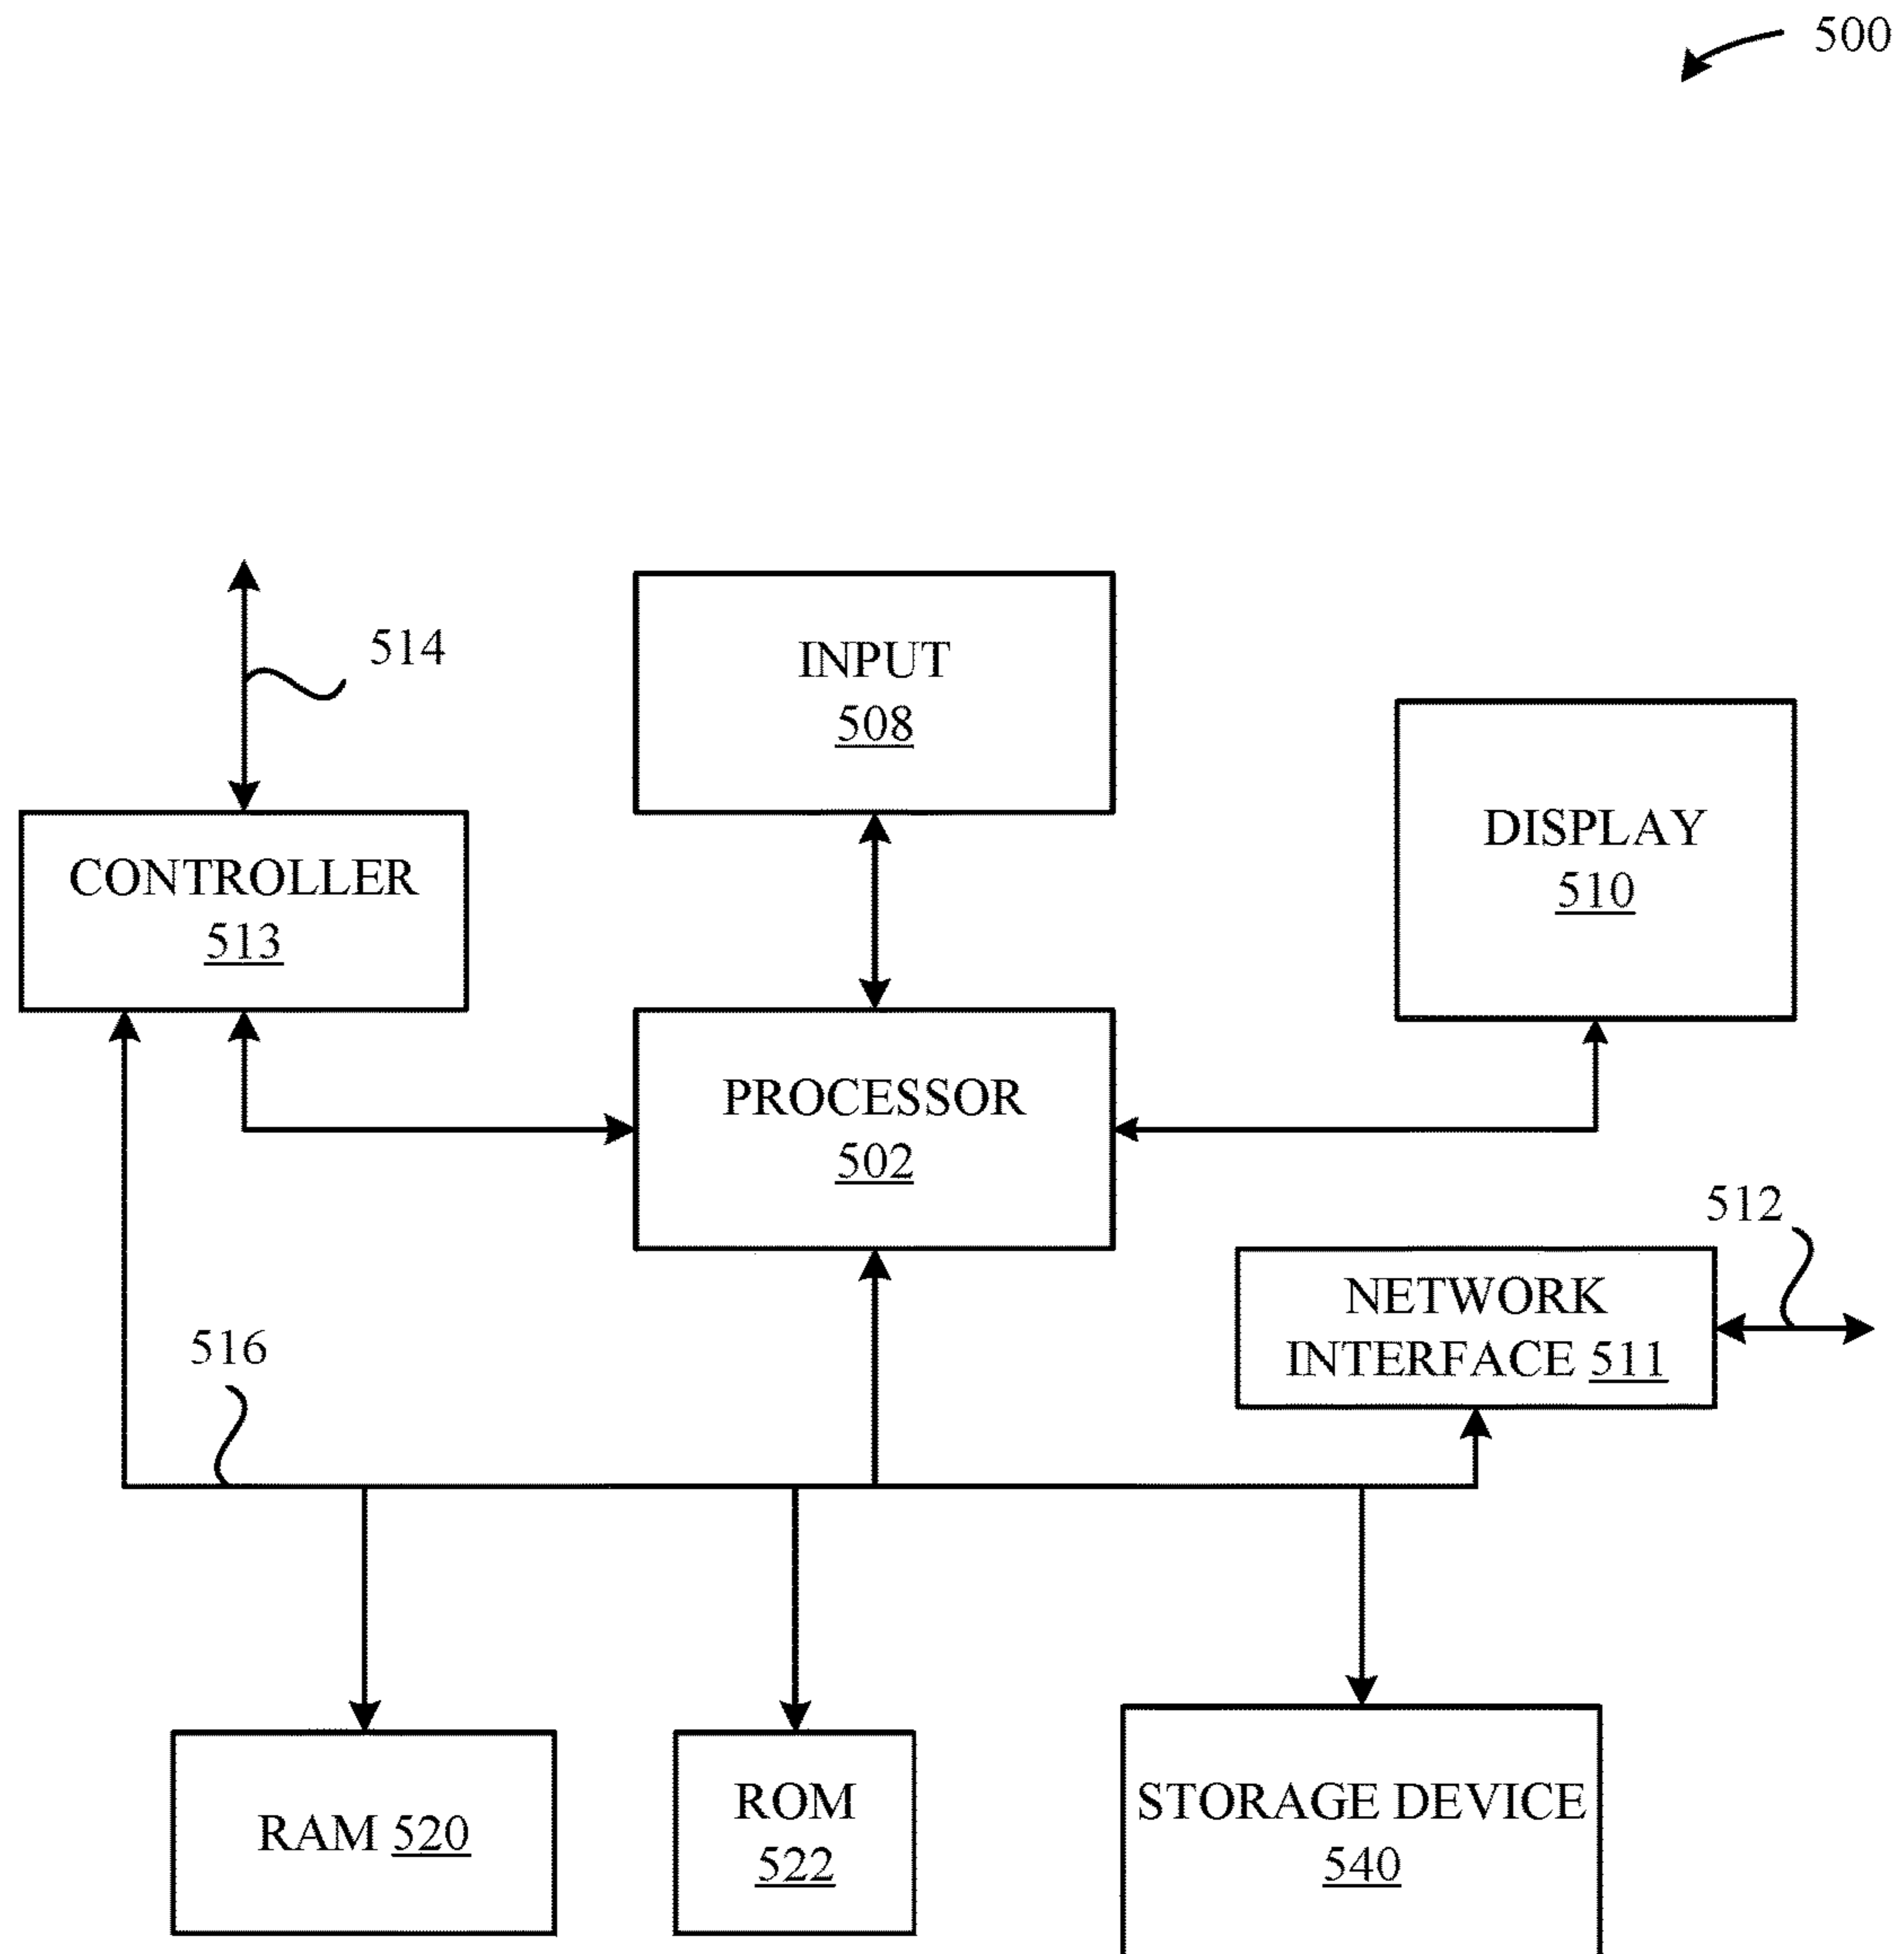 500
514
INPUT
508
DISPLAY
510
CONTROLLER
513
PROCESSOR
502
512
NETWORK
INTERFACE 511
516
RAM 520
ROM
522
STORAGE DEVICE
540